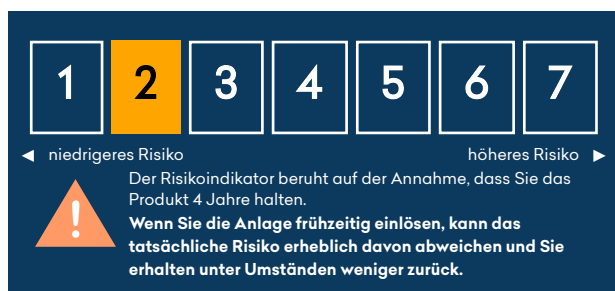 1 2 3 4 5 6 7
◄ niedrigeres Risiko höheres Risiko ►
Der Risikoindikator beruht auf der Annahme, dass Sie das
Produkt 4 Jahre halten.
Wenn Sie die Anlage frühzeitig einlösen, kann das
tatsächliche Risiko erheblich davon abweichen und Sie
erhalten unter Umständen weniger zurück.